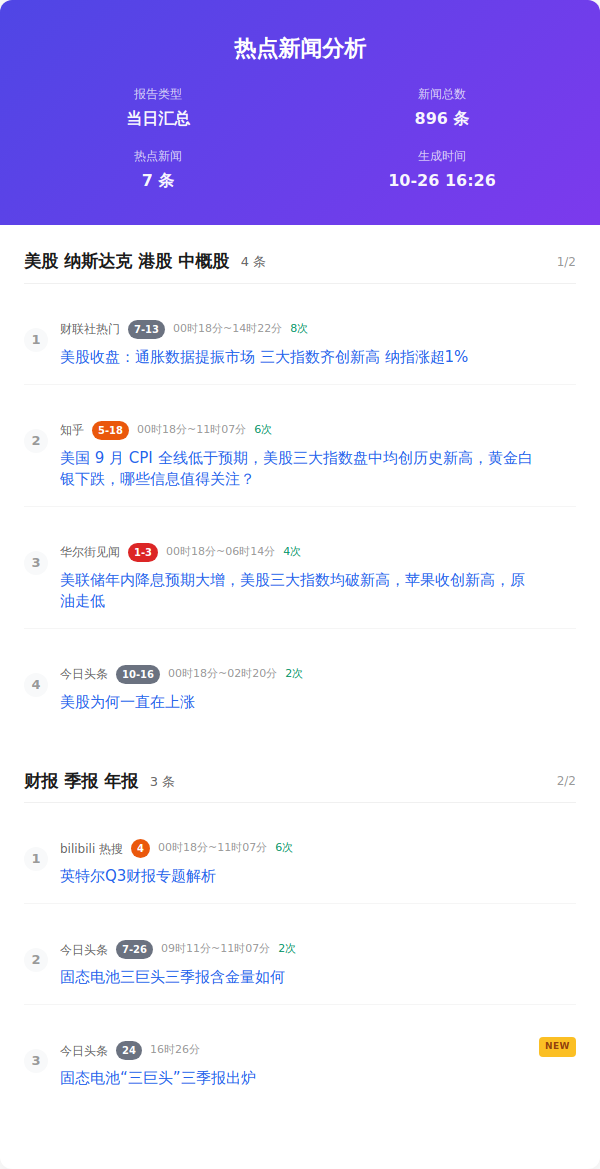 热点新闻分析
报告类型
新闻总数
当日汇总
896 条
热点新闻
生成时间
7 条
10-26 16:26
美股 纳斯达克 港股 中概股 4 条 1/2
1
财联社热门 7-13 00时18分~14时22分 8次
美股收盘：通胀数据提振市场 三大指数齐创新高 纳指涨超1%
2
知乎 5-18 00时18分~11时07分 6次
美国 9 月 CPI 全线低于预期，美股三大指数盘中均创历史新高，黄金白
银下跌，哪些信息值得关注？
3
华尔街见闻 1-3 00时18分~06时14分 4次
美联储年内降息预期大增，美股三大指数均破新高，苹果收创新高，原
油走低
4
今日头条 10-16 00时18分~02时20分 2次
美股为何一直在上涨
财报 季报 年报 3 条 2/2
1
bilibili 热搜 4 00时18分~11时07分 6次
英特尔Q3财报专题解析
2
今日头条 7-26 09时11分~11时07分 2次
固态电池三巨头三季报含金量如何
3
今日头条 24 16时26分 NEW
固态电池“三巨头”三季报出炉